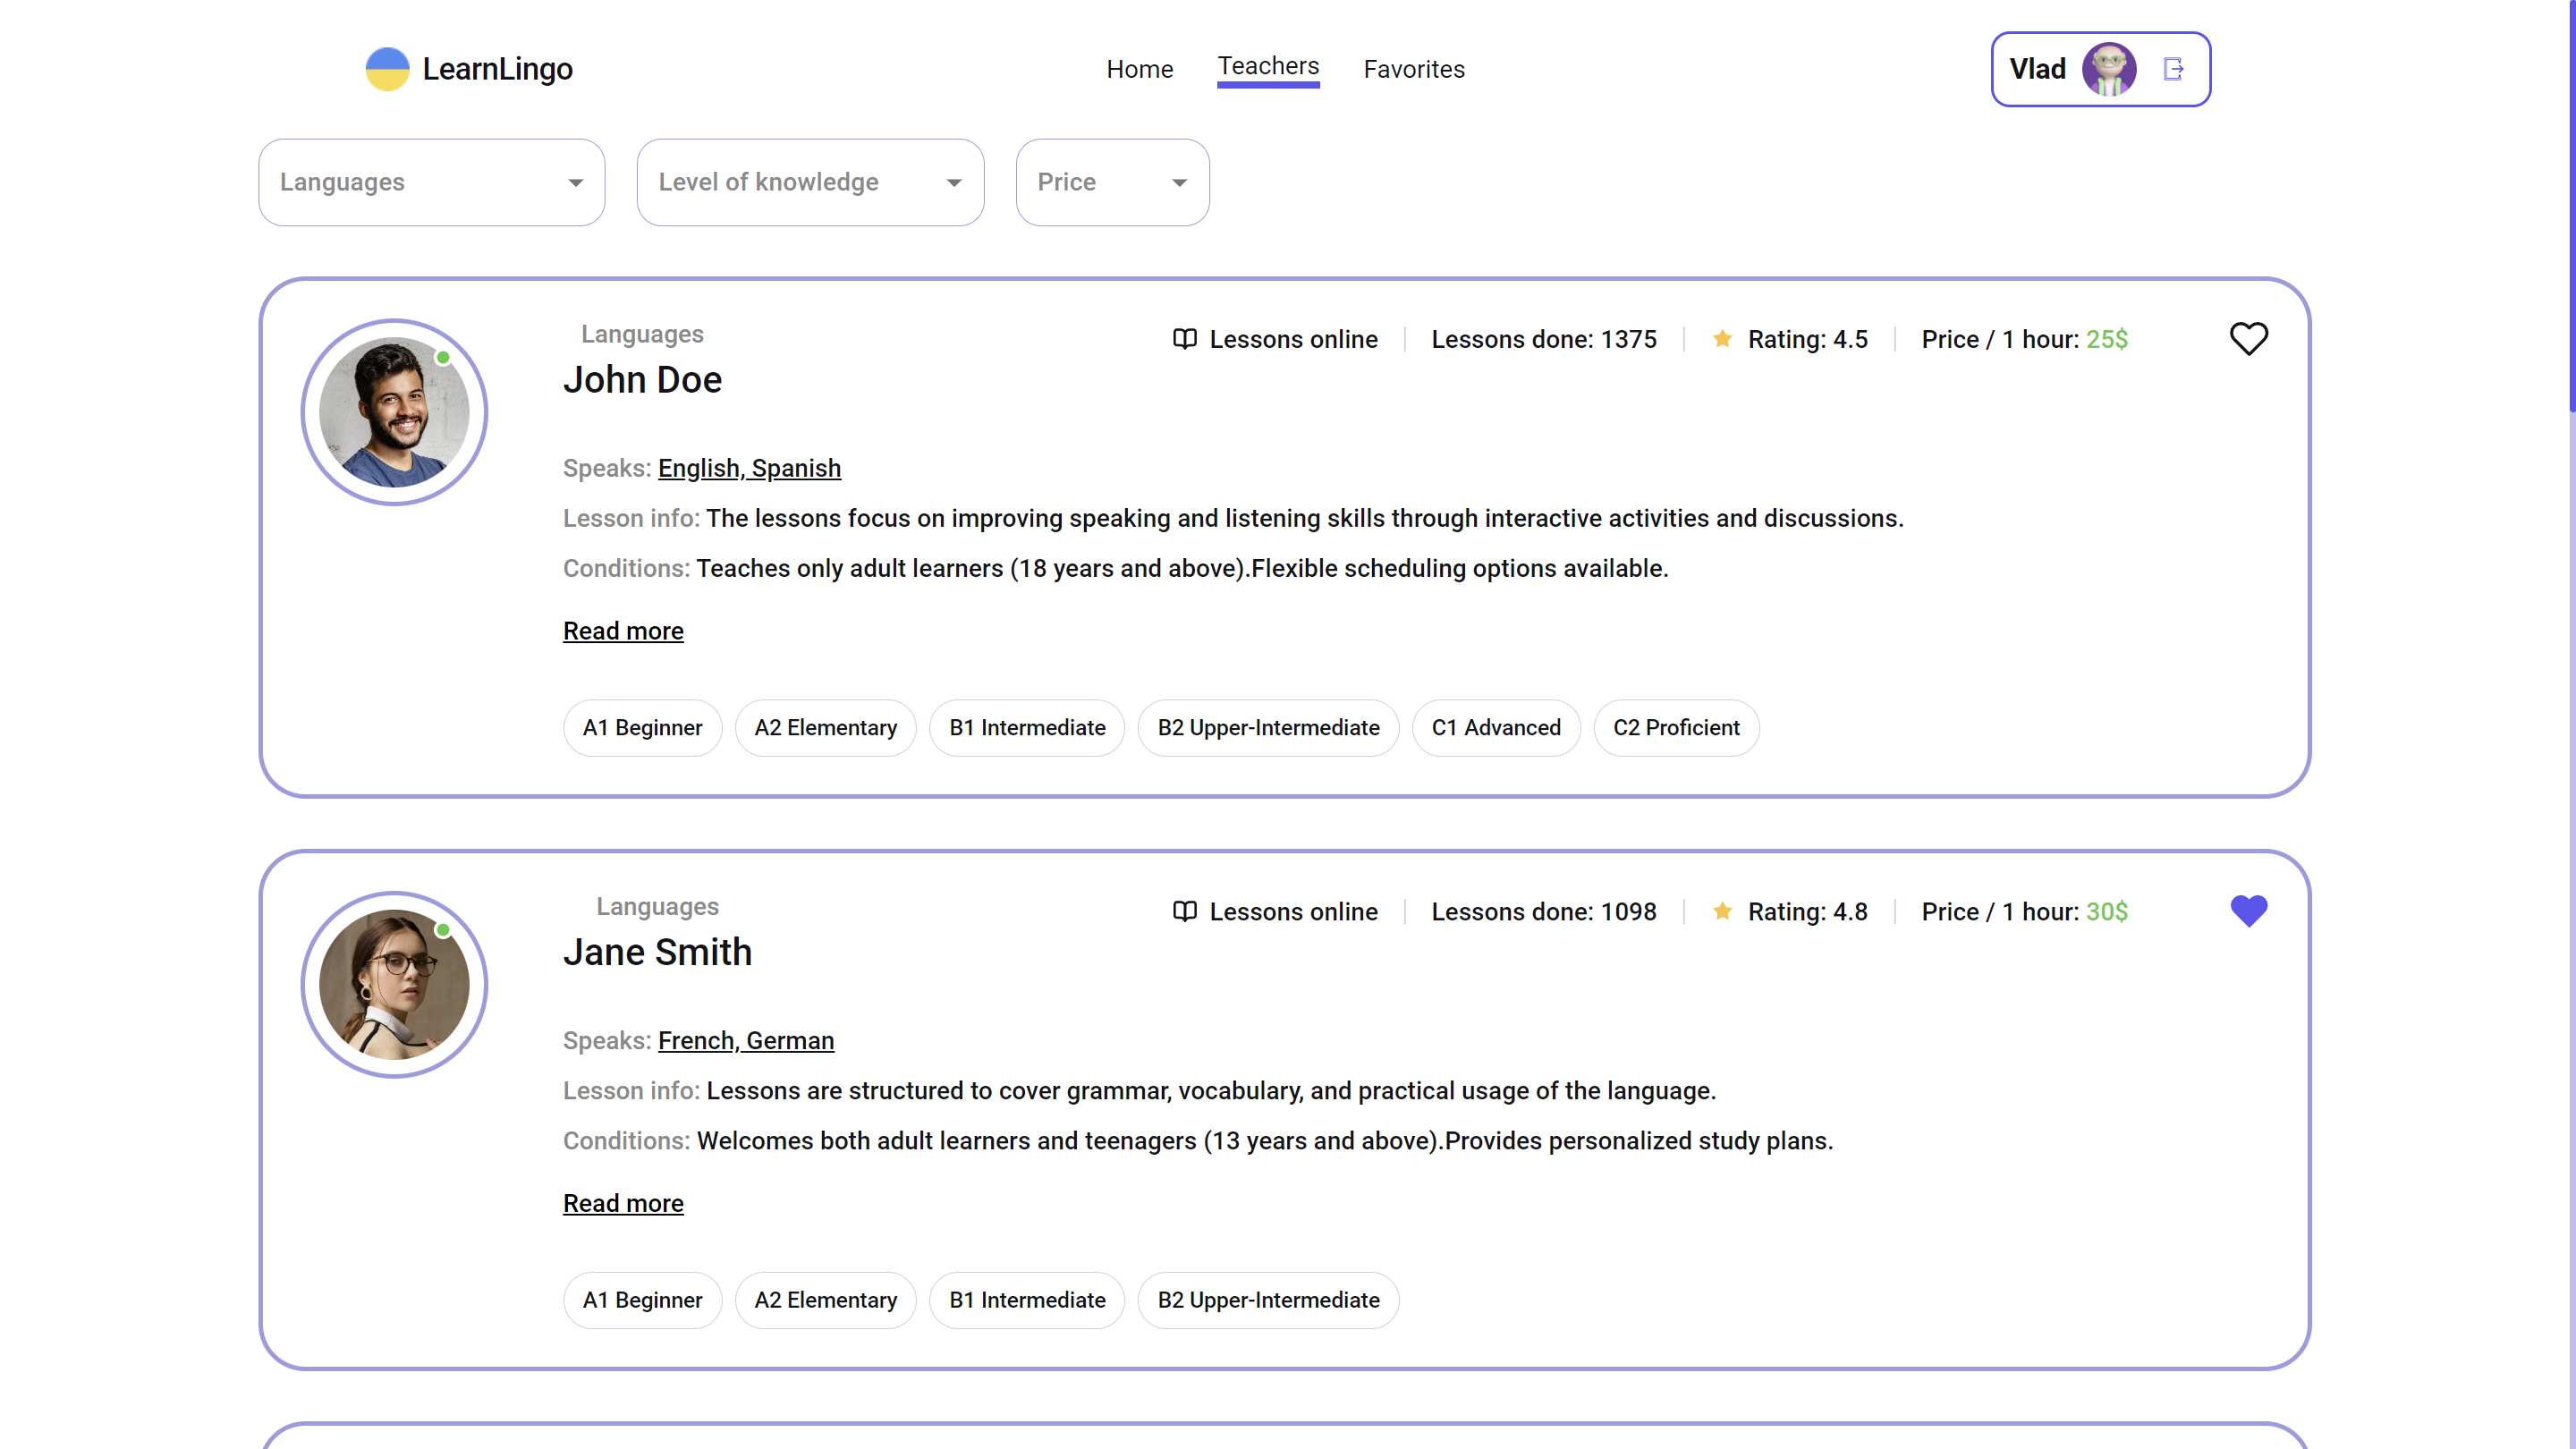 LearnLingo Home Teachers Favorites Vlad
Languages Level of knowledge Price
Languages Lessons online Lessons done: 1375 Rating: 4.5 Price / 1 hour: 25$
John Doe
Speaks: English, Spanish
Lesson info: The lessons focus on improving speaking and listening skills through interactive activities and discussions.
Conditions: Teaches only adult learners (18 years and above).Flexible scheduling options available.
Read more
A1 Beginner A2 Elementary B1 Intermediate B2 Upper-Intermediate C1 Advanced C2 Proficient
Languages Lessons online Lessons done: 1098 Rating: 4.8 Price / 1 hour: 30$
Jane Smith
Speaks: French, German
Lesson info: Lessons are structured to cover grammar, vocabulary, and practical usage of the language.
Conditions: Welcomes both adult learners and teenagers (13 years and above).Provides personalized study plans.
Read more
A1 Beginner A2 Elementary B1 Intermediate B2 Upper-Intermediate